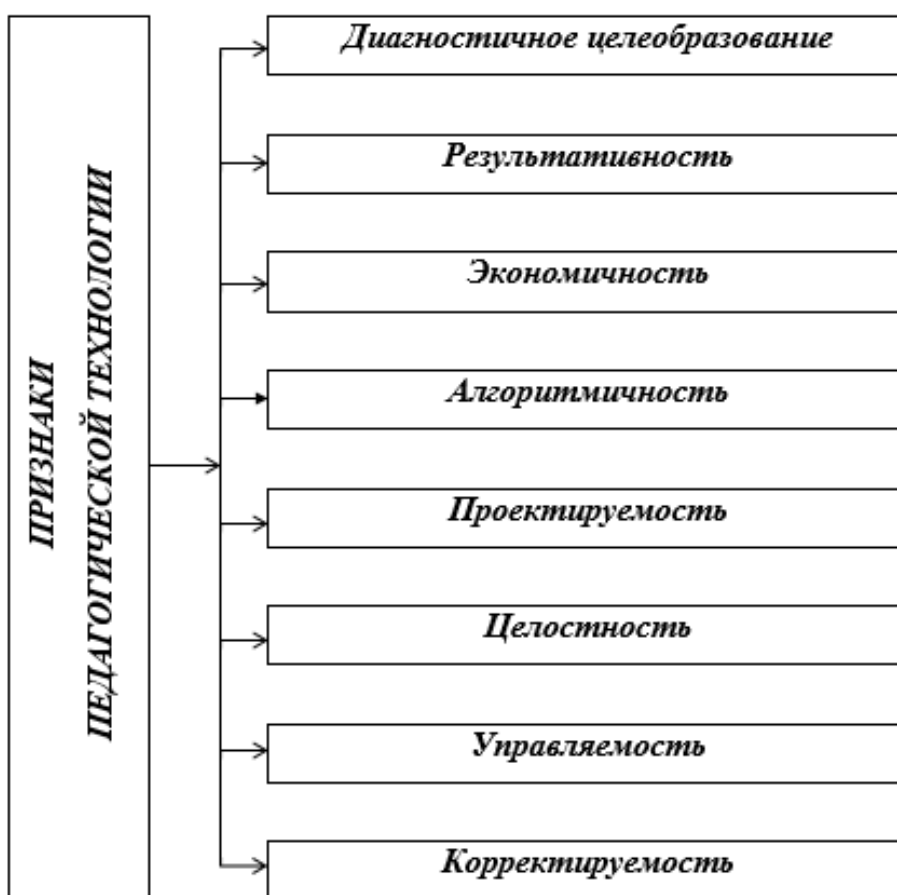 ПРИЗНАКИ
ПЕДАГОГИЧЕСКОЙ ТЕХНОЛОГИИ
Диагностичное целеобразование
Результативность
Экономичность
Алгоритмичность
Проектируемость
Целостность
Управляемость
Корректируемость